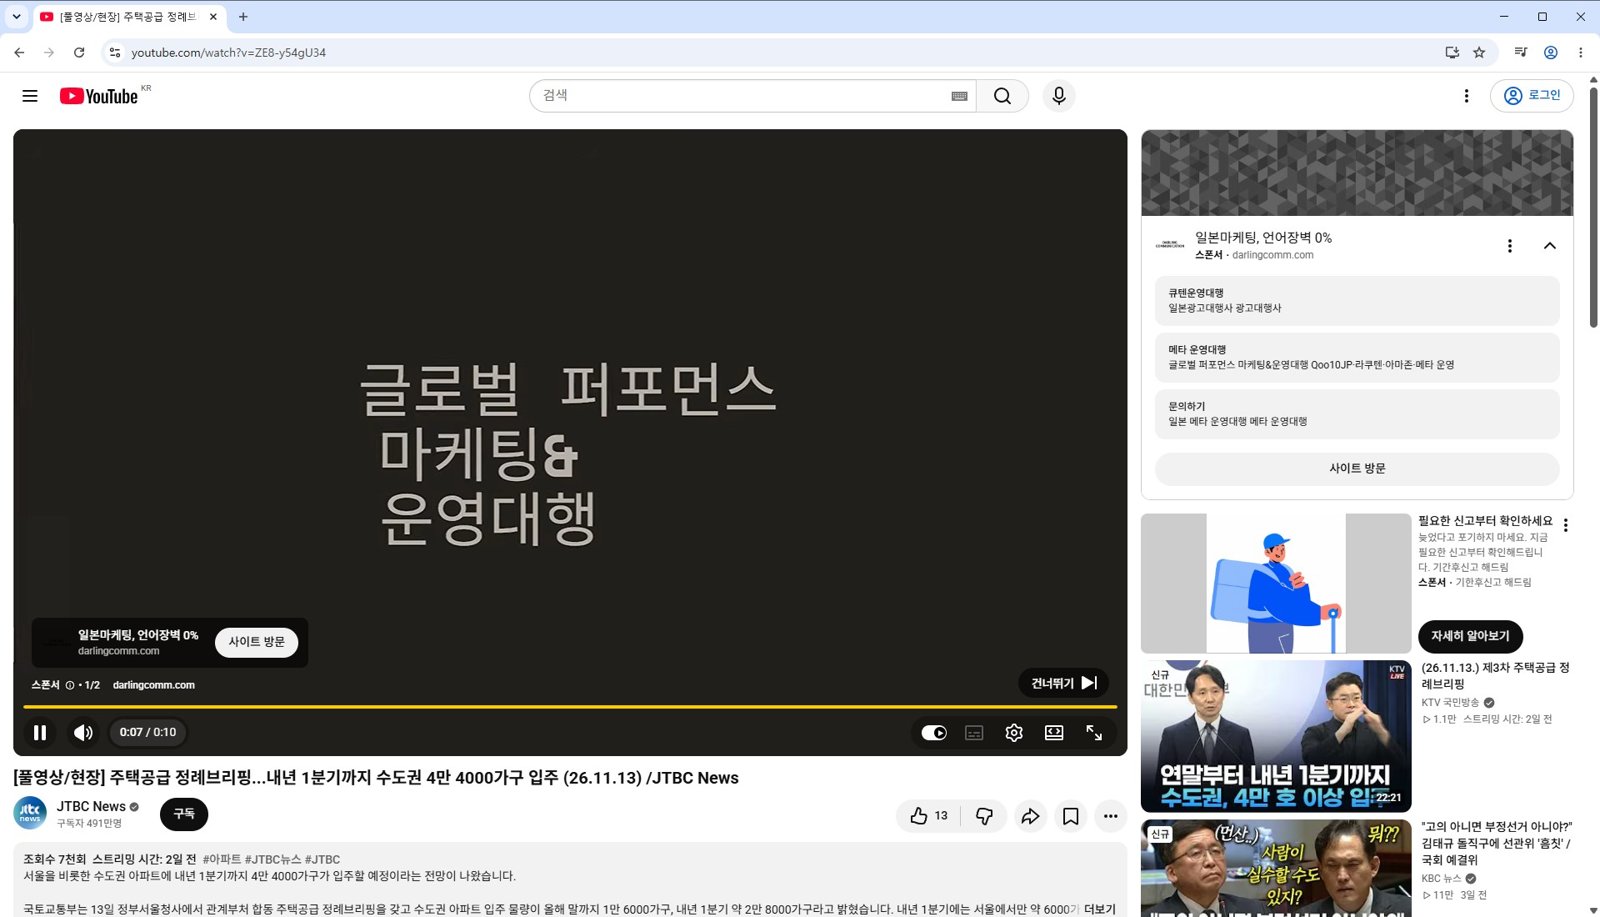 [풀영상/현장] 주택공급 정례브
youtube.com/watch?v=ZE8-y54gU34
YouTube KR
검색
로그인
글로벌 퍼포먼스
마케팅&
운영대행
일본마케팅, 언어장벽 0%
darlingcomm.com
사이트 방문
스폰서 · 1/2 darlingcomm.com
건너뛰기
0:07 / 0:10
[풀영상/현장] 주택공급 정례브리핑...내년 1분기까지 수도권 4만 4000가구 입주 (26.11.13) /JTBC News
jtbc news
JTBC News
구독자 491만명
구독
13
조회수 7천회 스트리밍 시간: 2일 전 #아파트 #JTBC뉴스 #JTBC
서울을 비롯한 수도권 아파트에 내년 1분기까지 4만 4000가구가 입주할 예정이라는 전망이 나왔습니다.
국토교통부는 13일 정부서울청사에서 관계부처 합동 주택공급 정례브리핑을 갖고 수도권 아파트 입주 물량이 올해 말까지 1만 6000가구, 내년 1분기 약 2만 8000가구라고 밝혔습니다. 내년 1분기에는 서울에서만 약 6000가 더보기
일본마케팅, 언어장벽 0%
스폰서 · darlingcomm.com
큐텐운영대행
일본광고대행사 광고대행사
메타 운영대행
글로벌 퍼포먼스 마케팅&운영대행 Qoo10JP·라쿠텐·아마존·메타 운영
문의하기
일본 메타 운영대행 메타 운영대행
사이트 방문
필요한 신고부터 확인하세요
늦었다고 포기하지 마세요. 지금
필요한 신고부터 확인해드립니
다. 기간후신고 해드림
스폰서 · 기한후신고 해드림
자세히 알아보기
신규
KTV
LIVE
연말부터 내년 1분기까지
수도권, 4만 호 이상 입
22:21
(26.11.13.) 제3차 주택공급 정
례브리핑
KTV 국민방송
1.1만 스트리밍 시간: 2일 전
신규
(먼산..)
뭐??
사람이
실수할 수도
있지?
"고의 아니면 부정선거 아니야?"
김태규 돌직구에 선관위 '흠칫' /
국회 예결위
KBC 뉴스
11만 3일 전